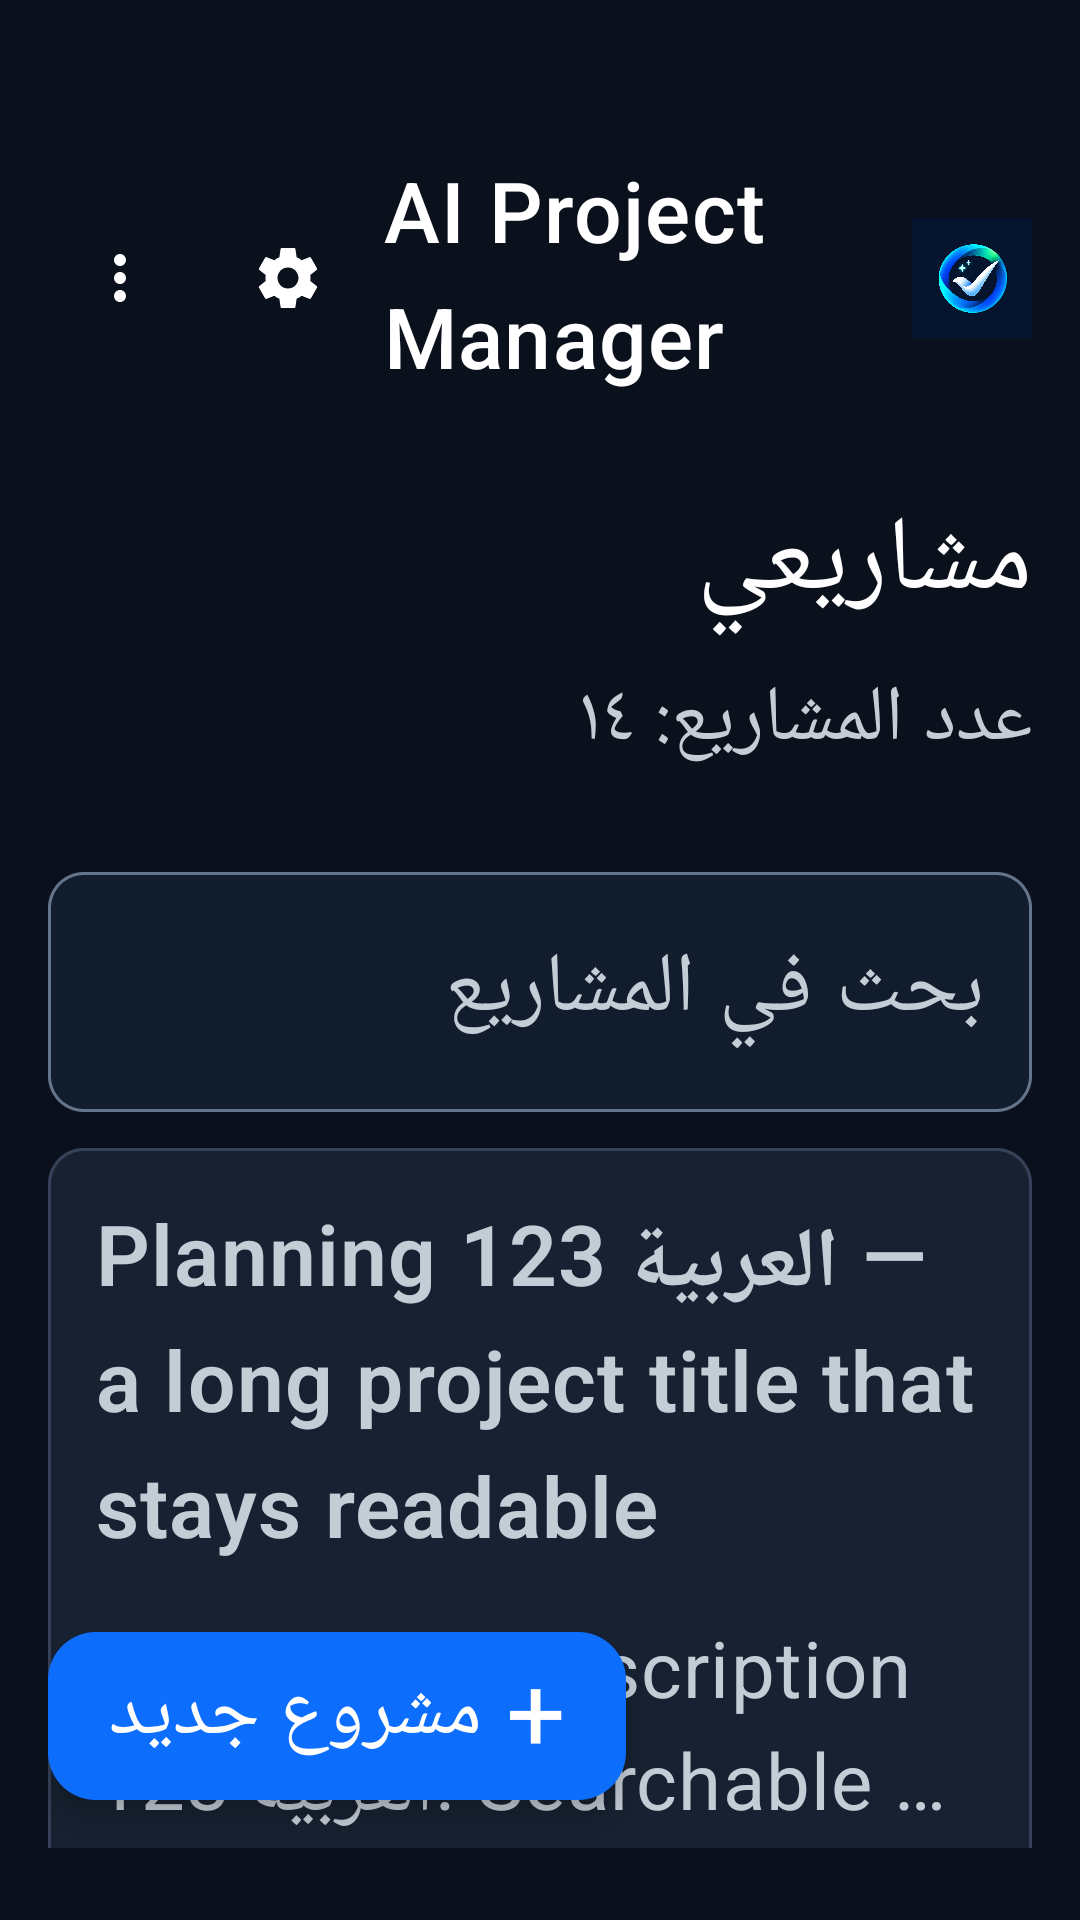 AI Project
Manager
مشاريعي
عدد المشاريع: ١٤
بحث في المشاريع
Planning 123 العربية —
a long project title that
stays readable
مشروع جديد